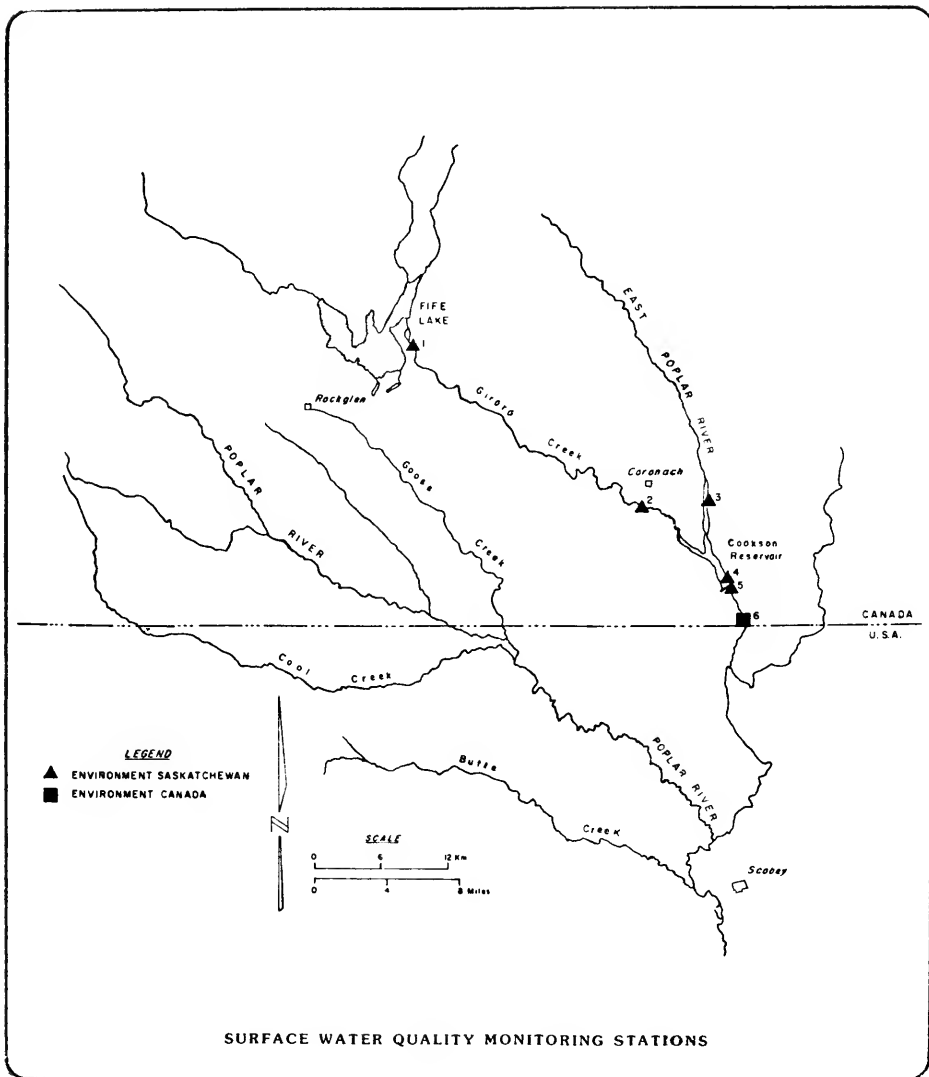 FIFE
LAKE
1
EAST
POPLAR
RIVER
Rockglen
Girard
Creek
Coronach
2
3
POPLAR
RIVER
Goose
Creek
Cookson
Reservoir
4
5
6
CANADA
U.S.A.
Coal
Creek
LEGEND
ENVIRONMENT SASKATCHEWAN
ENVIRONMENT CANADA
N
Butte
Creek
POPLAR RIVER
SCALE
0 6 12 Km
0 4 8 Miles
Scobey
SURFACE WATER QUALITY MONITORING STATIONS